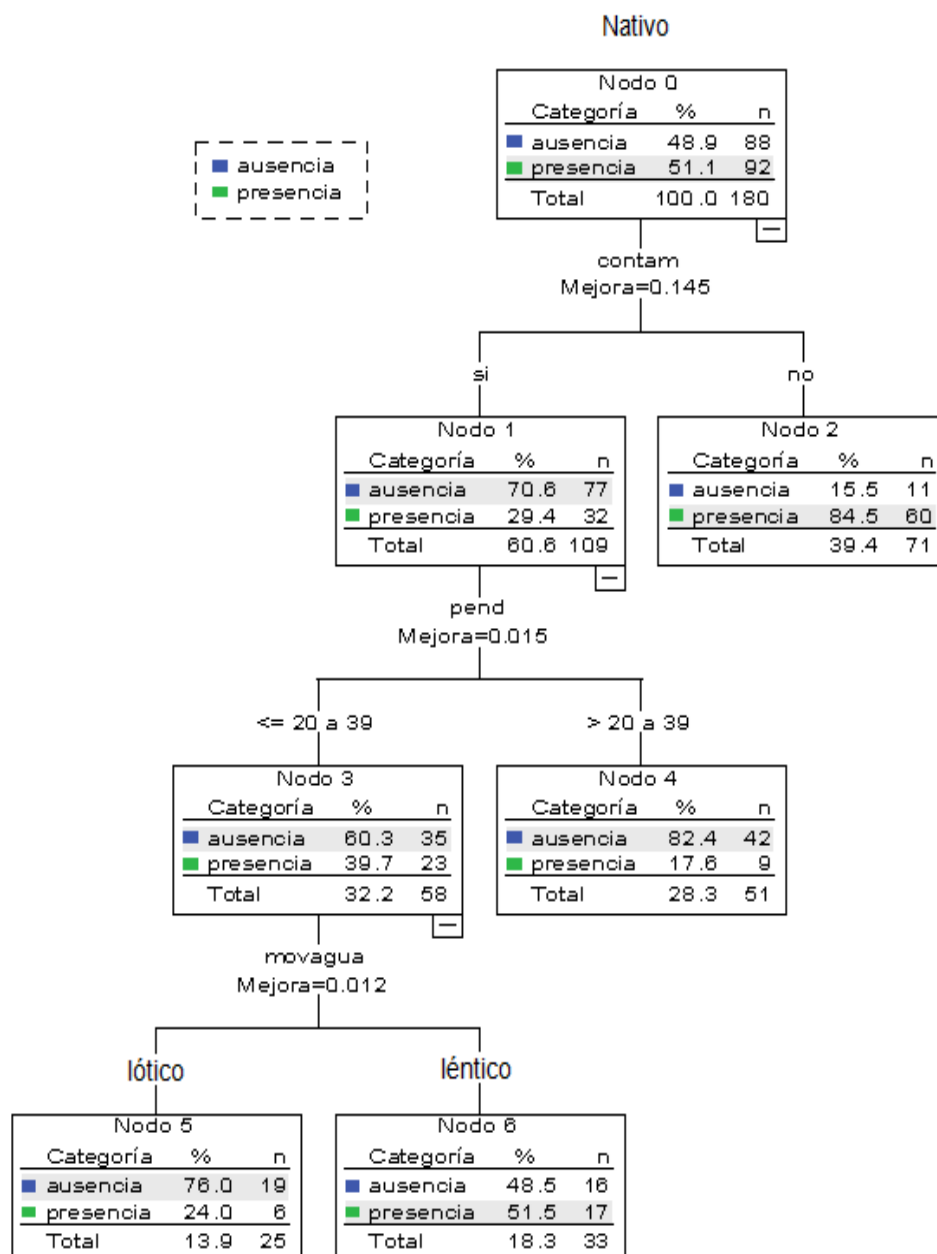 Nativo
Nodo 0
Categoría % n
ausencia 48.9 88
presencia 51.1 92
Total 100.0 180
ausencia
presencia
contam
Mejora=0.145
si
no
Nodo 1
Categoría % n
ausencia 70.6 77
presencia 29.4 32
Total 60.6 109
Nodo 2
Categoría % n
ausencia 15.5 11
presencia 84.5 60
Total 39.4 71
pend
Mejora=0.015
<= 20 a 39
> 20 a 39
Nodo 3
Categoría % n
ausencia 60.3 35
presencia 39.7 23
Total 32.2 58
Nodo 4
Categoría % n
ausencia 82.4 42
presencia 17.6 9
Total 28.3 51
movagua
Mejora=0.012
lótico
léntico
Nodo 5
Categoría % n
ausencia 76.0 19
presencia 24.0 6
Total 13.9 25
Nodo 6
Categoría % n
ausencia 48.5 16
presencia 51.5 17
Total 18.3 33